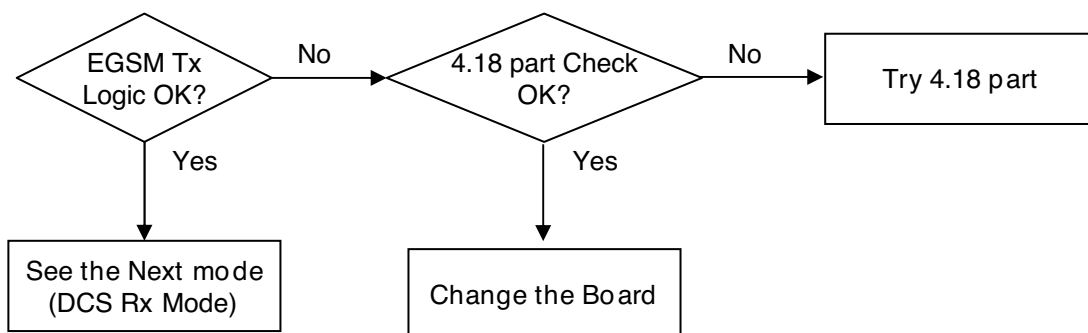 EGSM Tx
Logic OK?
No
4.18 part Check
OK?
No
Try 4.18 part
Yes
Yes
See the Next mode
(DCS Rx Mode)
Change the Board